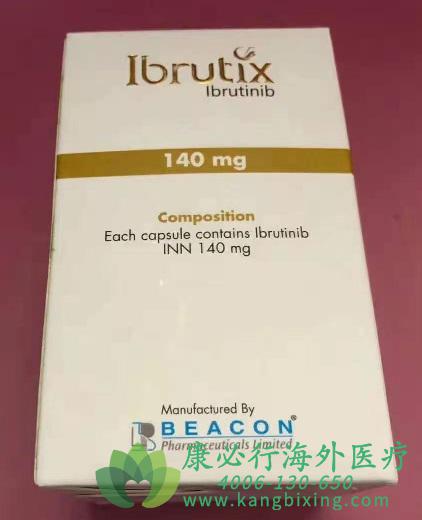 Ibrutix
Ibrutinib
140 mg
Composition
Each capsule contains Ibrutinib
INN 140 mg
Manufactured By
BEACON®
Pharmaceuticals Limited
康必行海外医疗
4006-130-650
www.kangbixing.com